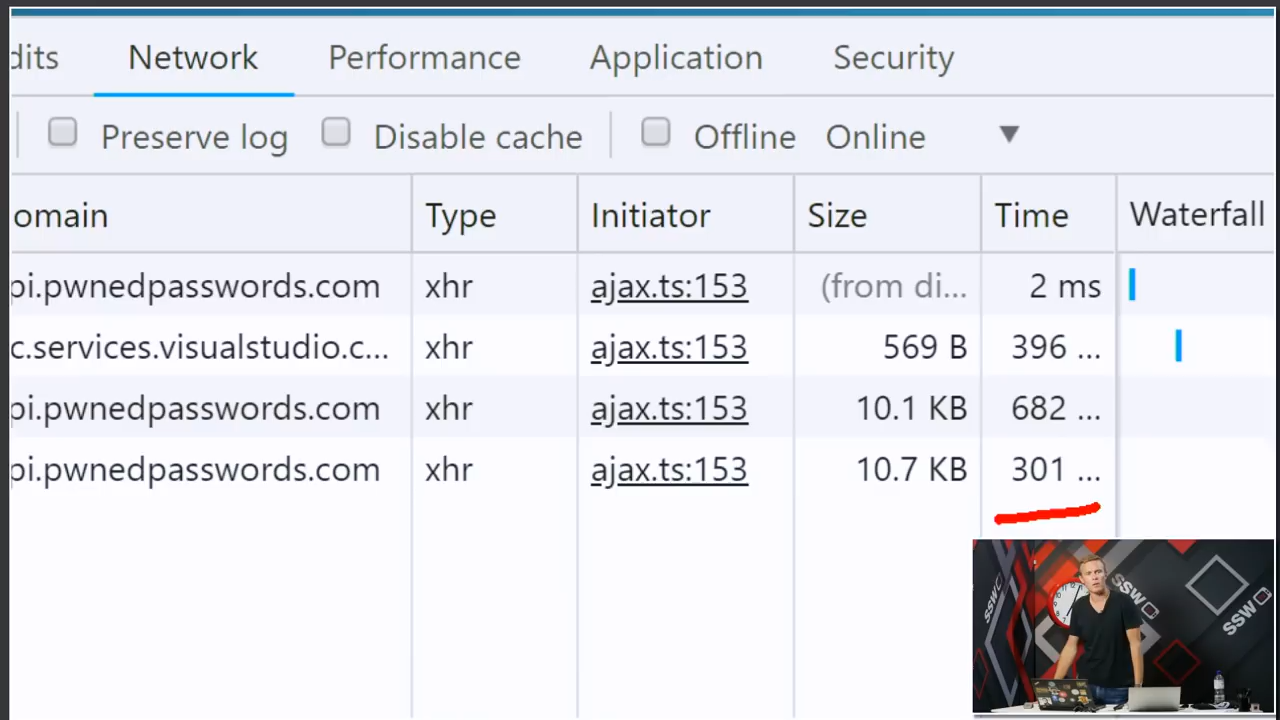 dits Network Performance Application Security
Preserve log Disable cache Offline Online
omain Type Initiator Size Time Waterfall
pi.pwnedpasswords.com xhr ajax.ts:153 (from di... 2 ms
c.services.visualstudio.c... xhr ajax.ts:153 569 B 396 ...
pi.pwnedpasswords.com xhr ajax.ts:153 10.1 KB 682 ...
pi.pwnedpasswords.com xhr ajax.ts:153 10.7 KB 301 ...
SSW
SSW
SSW